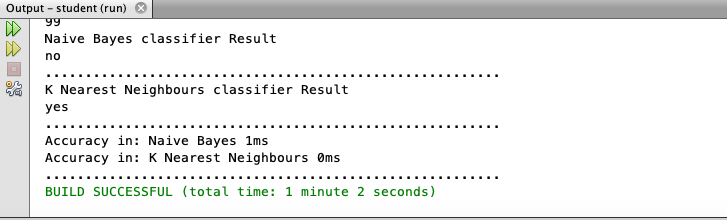 Output – student (run)
99
Naive Bayes classifier Result
no
.........................................................
K Nearest Neighbours classifier Result
yes
.........................................................
Accuracy in: Naive Bayes 1ms
Accuracy in: K Nearest Neighbours 0ms
.........................................................
BUILD SUCCESSFUL (total time: 1 minute 2 seconds)